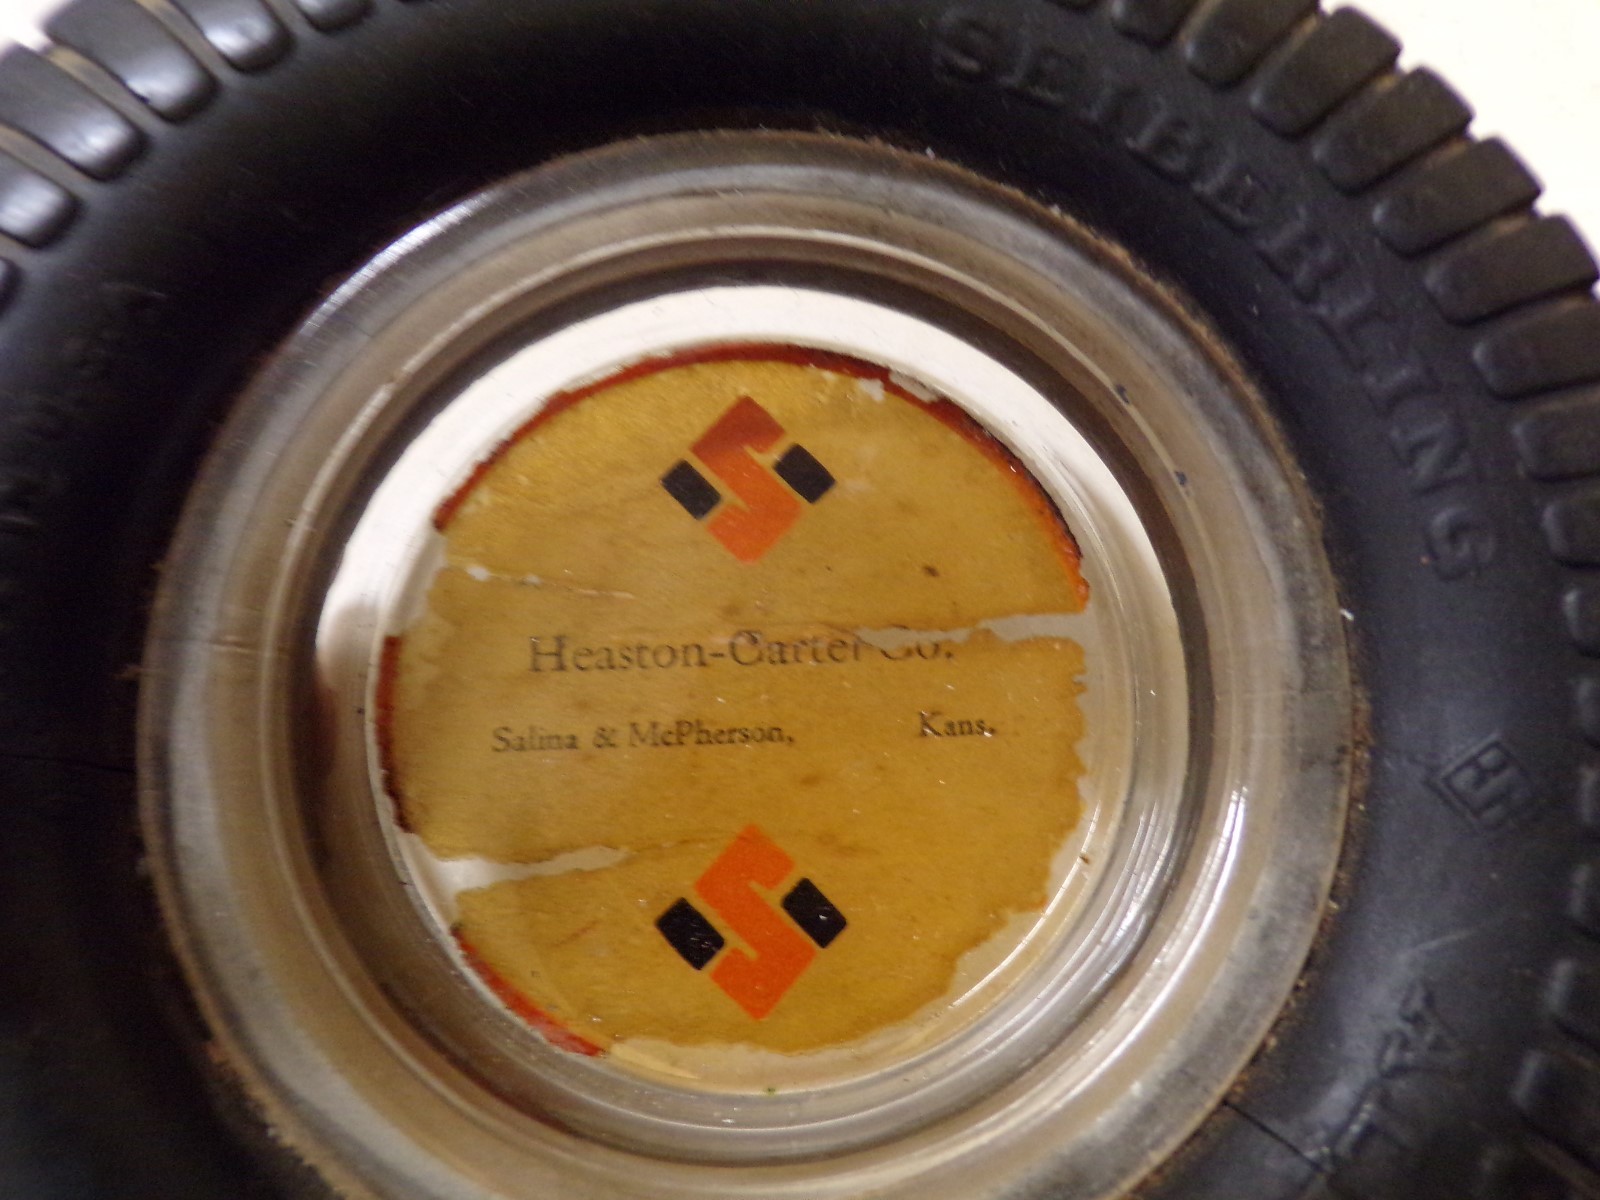 SEIBERLING
S
Heaston-Carter Co.
Salina & McPherson, Kans.
S